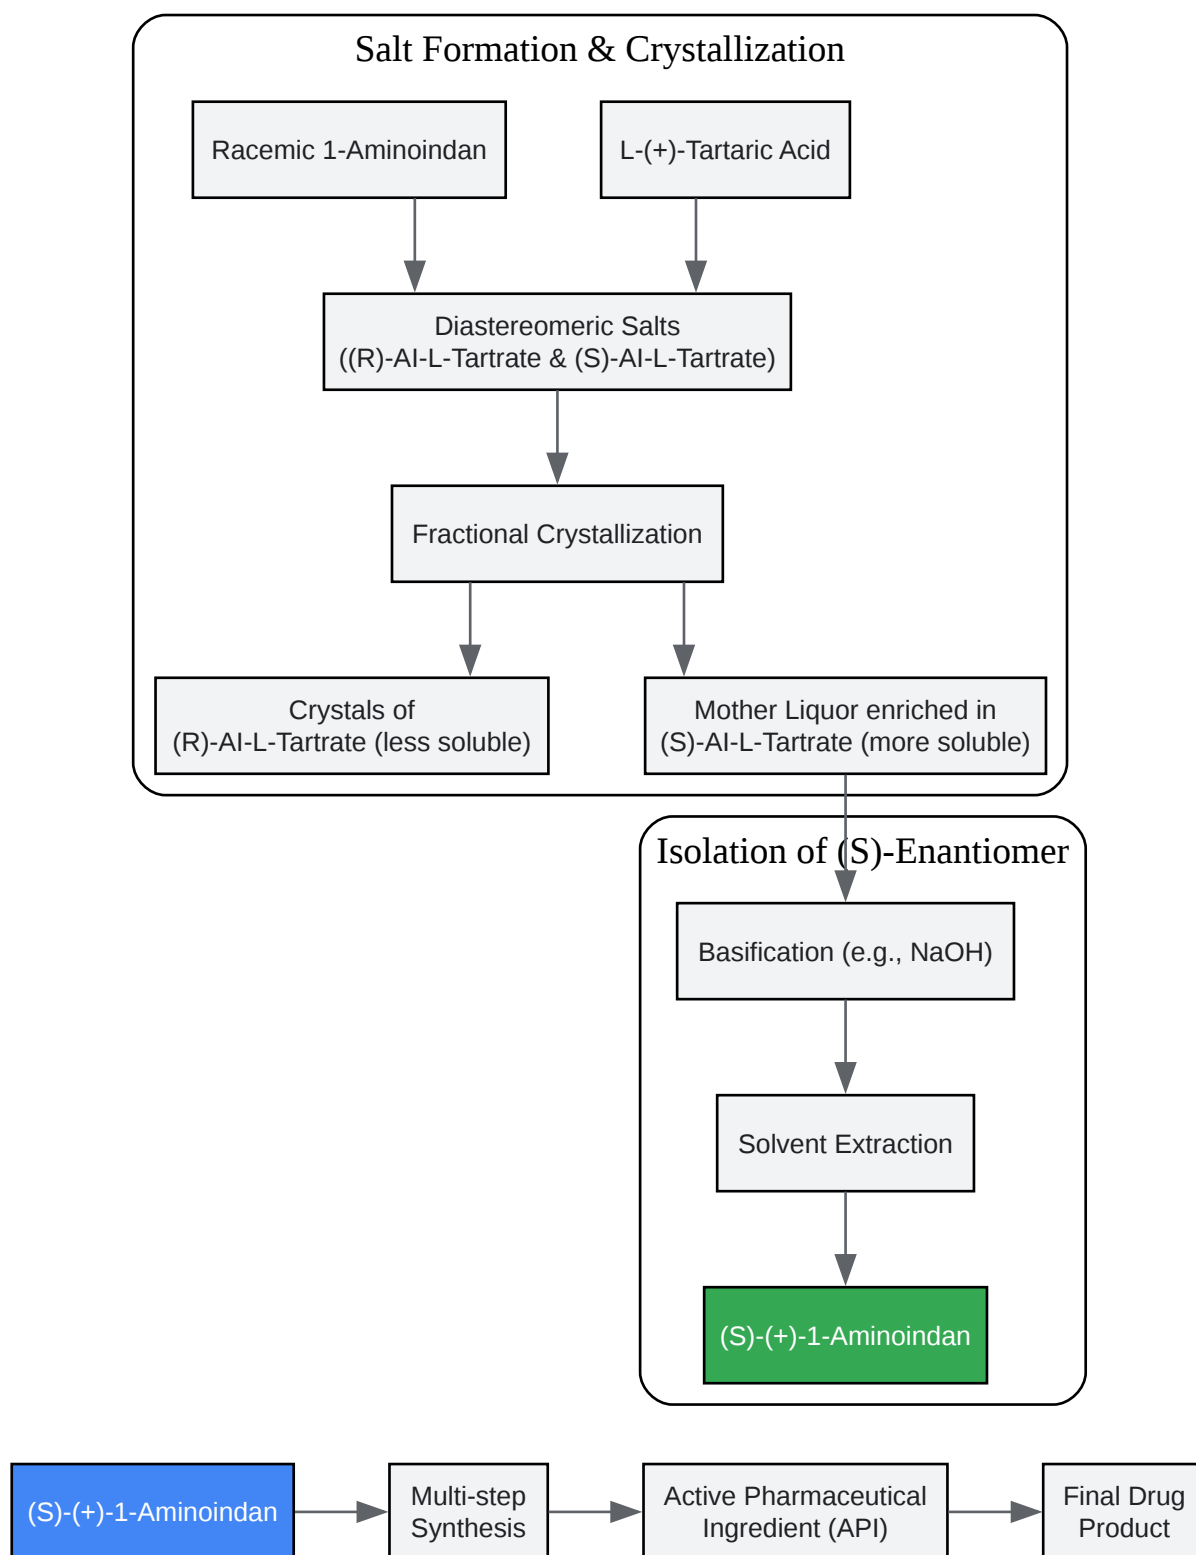 Salt Formation & Crystallization
Racemic 1-Aminoindan
L-(+)-Tartaric Acid
Diastereomeric Salts
((R)-AI-L-Tartrate & (S)-AI-L-Tartrate)
Fractional Crystallization
Crystals of
(R)-AI-L-Tartrate (less soluble)
Mother Liquor enriched in
(S)-AI-L-Tartrate (more soluble)
Isolation of (S)-Enantiomer
Basification (e.g., NaOH)
Solvent Extraction
(S)-(+)-1-Aminoindan
(S)-(+)-1-Aminoindan
Multi-step
Synthesis
Active Pharmaceutical
Ingredient (API)
Final Drug
Product